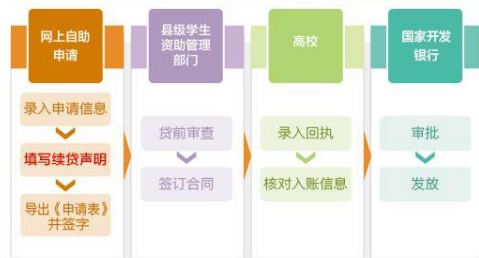 网上自助
申请
录入申请信息
填写续贷声明
导出《申请表》
并签字
县级学生
资助管理
部门
贷前审查
签订合同
高校
录入回执
核对入账信息
国家开发
银行
审批
发放